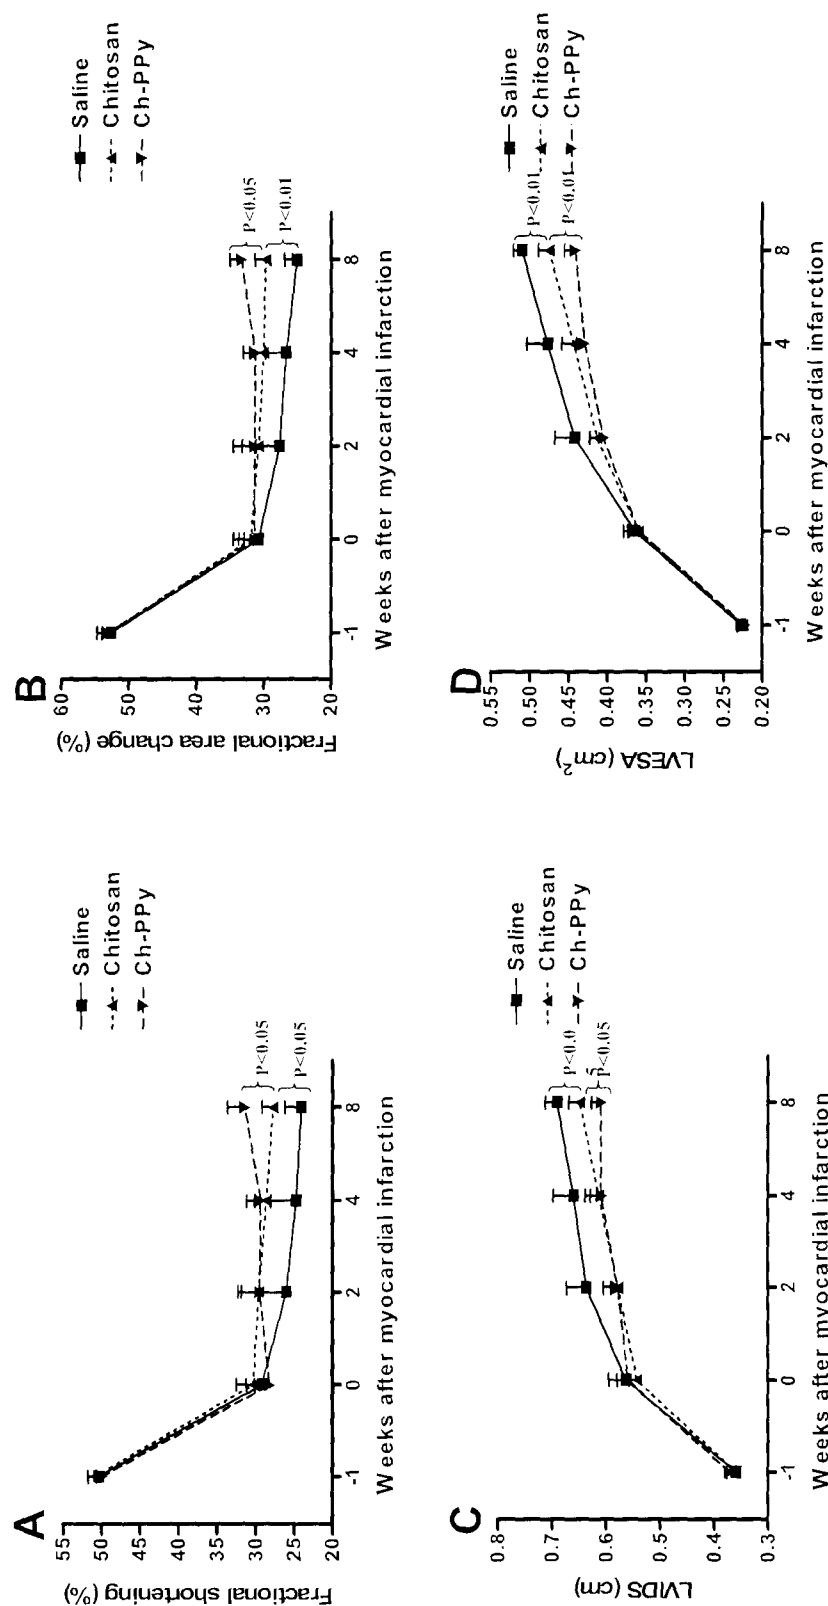 A
Fractional shortening (%)
55
50
45
40
35
30
25
20
-1
0
2
4
8
Weeks after myocardial infarction
Saline
Chitosan
Ch-PPy
P<0.05
P<0.05
B
Fractional area change (%)
60
50
40
30
20
-1
0
2
4
8
Weeks after myocardial infarction
Saline
Chitosan
Ch-PPy
P<0.05
P<0.01
C
LVIDS (cm)
0.8
0.7
0.6
0.5
0.4
0.3
-1
0
2
4
8
Weeks after myocardial infarction
Saline
Chitosan
Ch-PPy
P<0.0
5
P<0.05
D
LVESA (cm²)
0.55
0.50
0.45
0.40
0.35
0.30
0.25
0.20
-1
0
2
4
8
Weeks after myocardial infarction
Saline
Chitosan
Ch-PPy
P<0.01
P<0.01